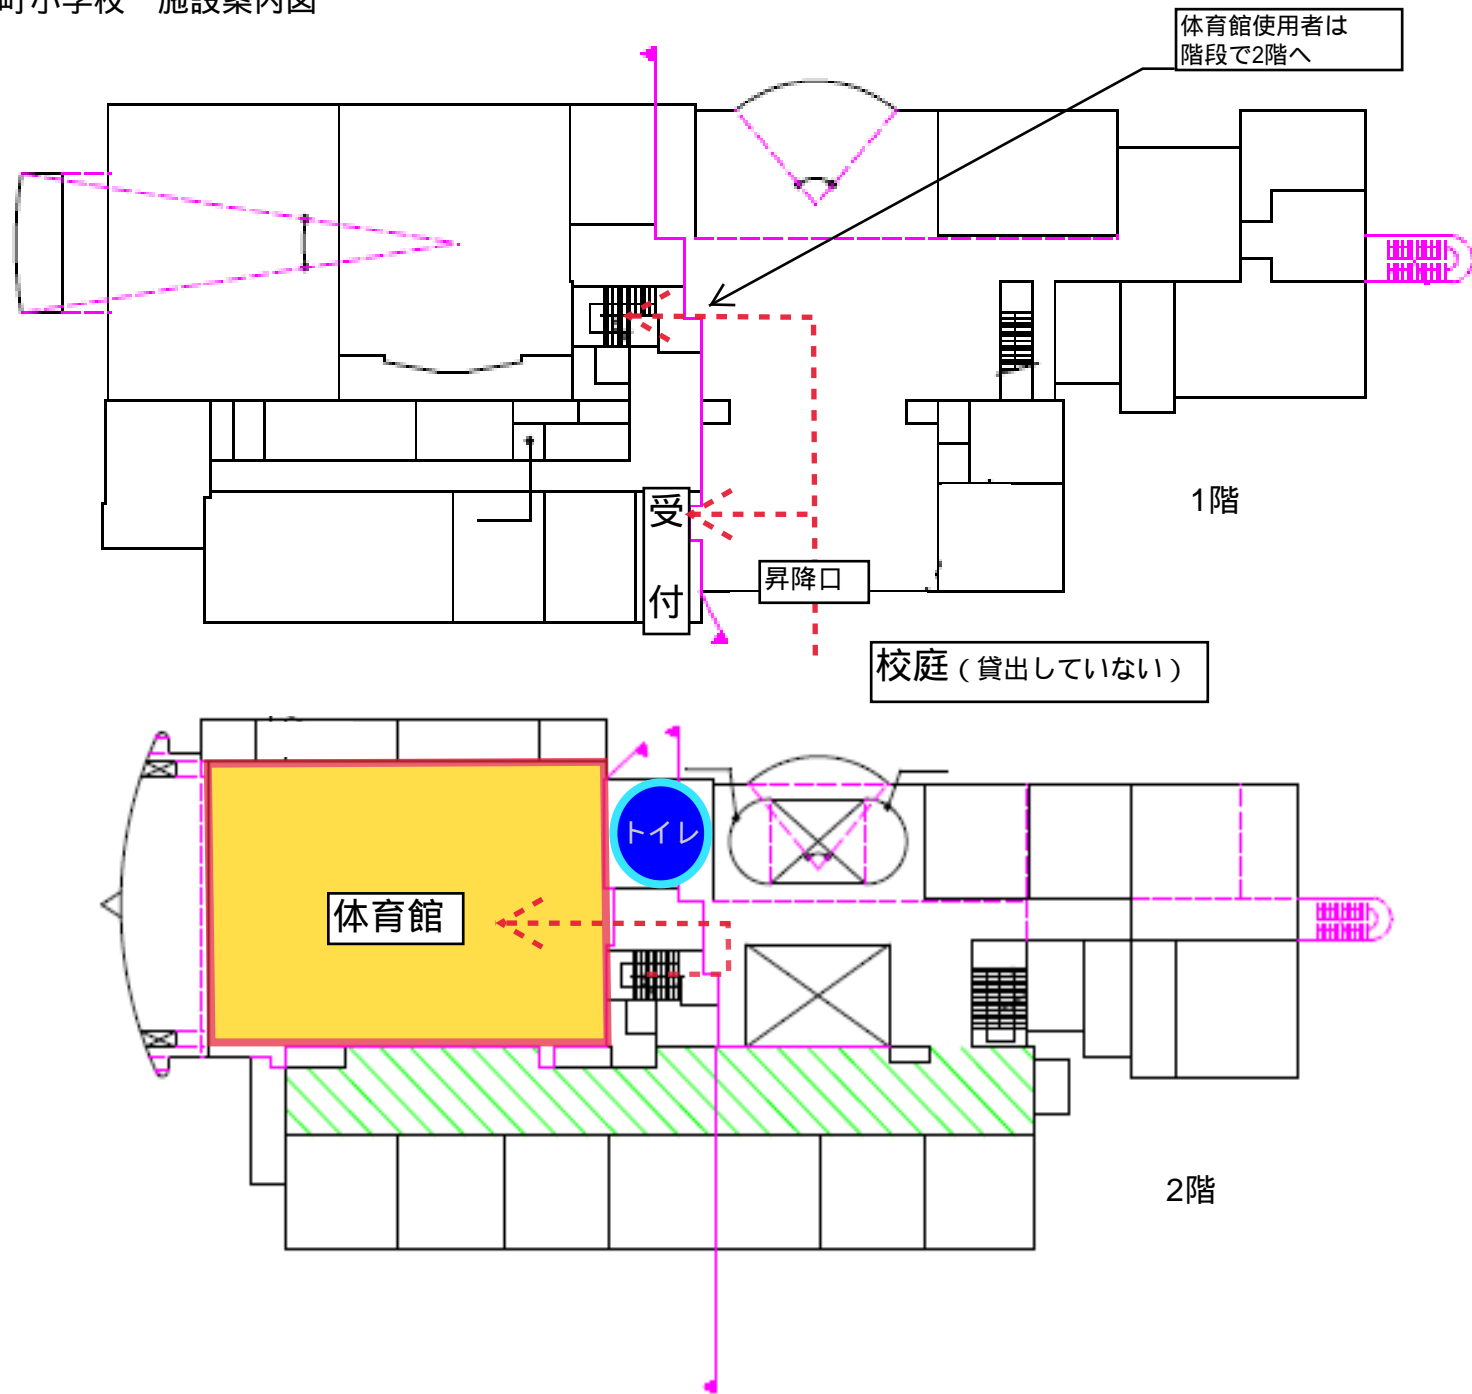 町小学校　施設案内図
体育館使用者は
階段で2階へ
1階
受
付
昇降口
校庭（貸出していない）
トイレ
体育館
2階